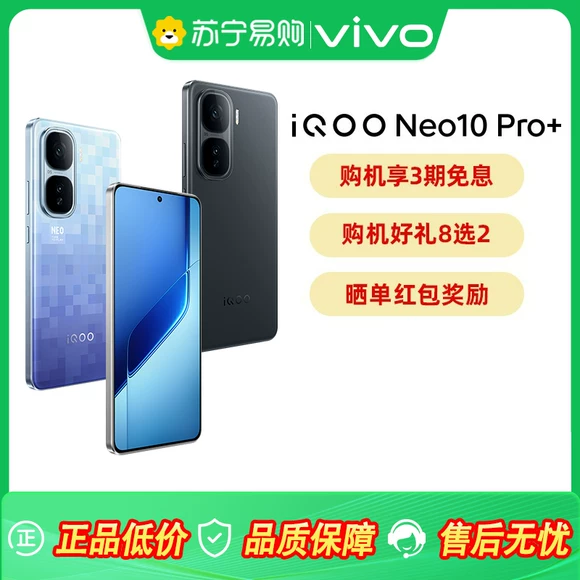 苏宁易购 vivo
iQOO Neo10 Pro+
购机享3期免息
购机好礼8选2
晒单红包奖励
NEO
iQOO
iQOO
正 正品低价 品质保障 售后无忧